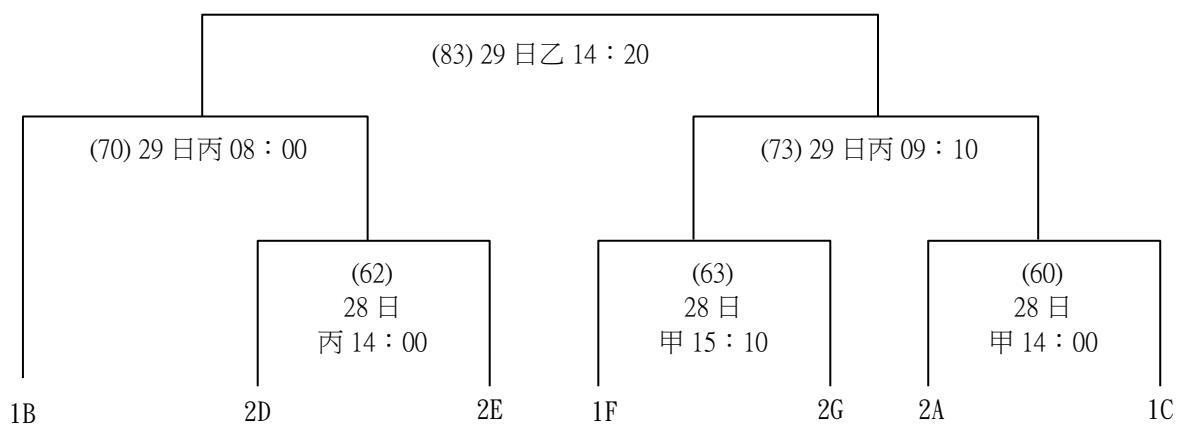 (83) 29 日乙 14：20
(70) 29 日丙 08：00
(73) 29 日丙 09：10
(62)
28 日
丙 14：00
(63)
28 日
甲 15：10
(60)
28 日
甲 14：00
1B
2D
2E
1F
2G
2A
1C